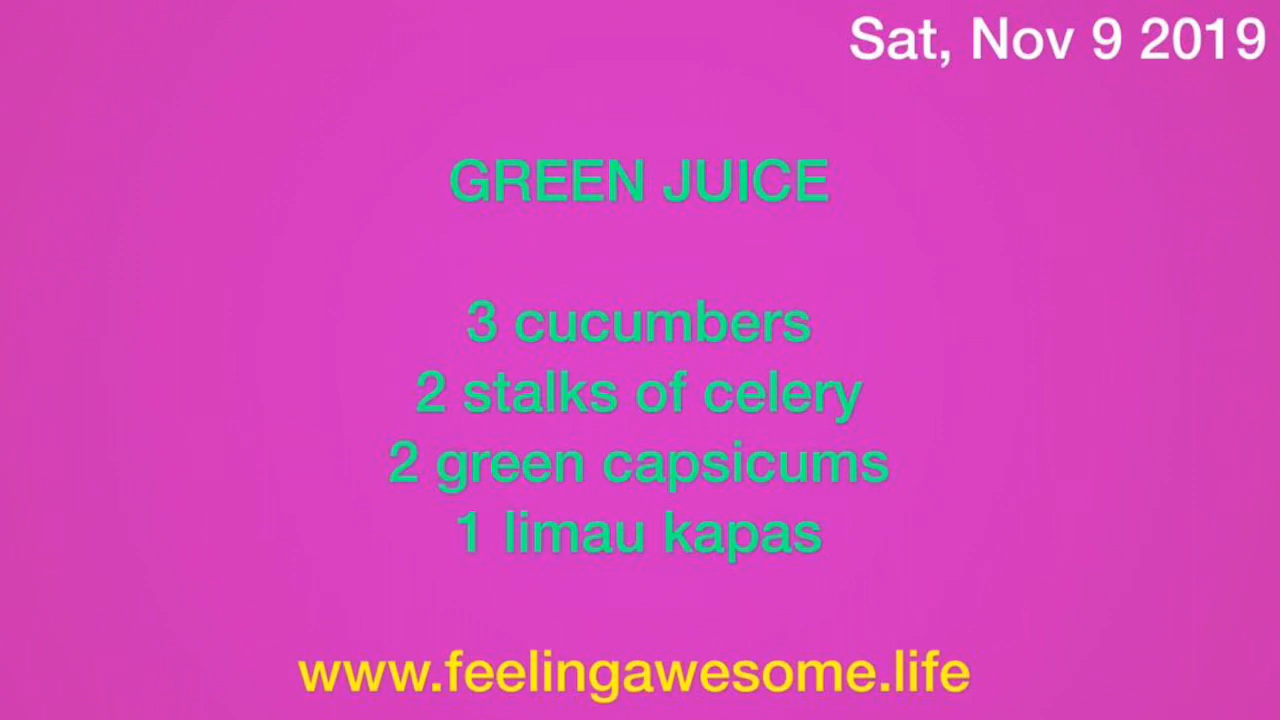 Sat, Nov 9 2019
GREEN JUICE
3 cucumbers
2 stalks of celery
2 green capsicums
1 limau kapas
www.feelingawesome.life